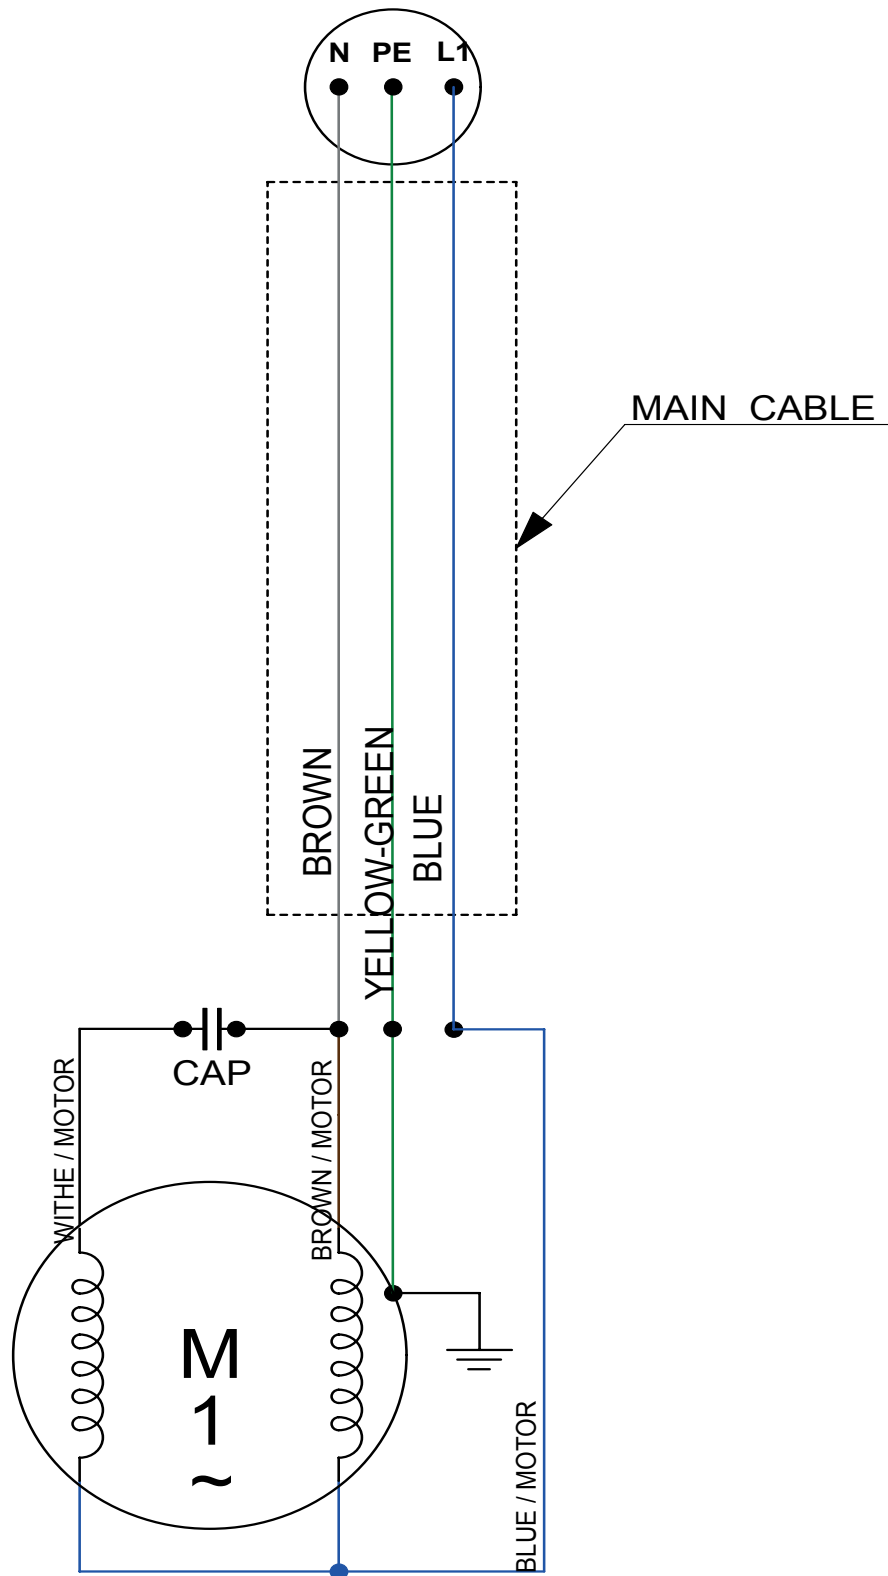 N PE L1
MAIN CABLE
BROWN
YELLOW-GREEN
BLUE
CAP
WITHE / MOTOR
BROWN / MOTOR
M
1
~
BLUE / MOTOR